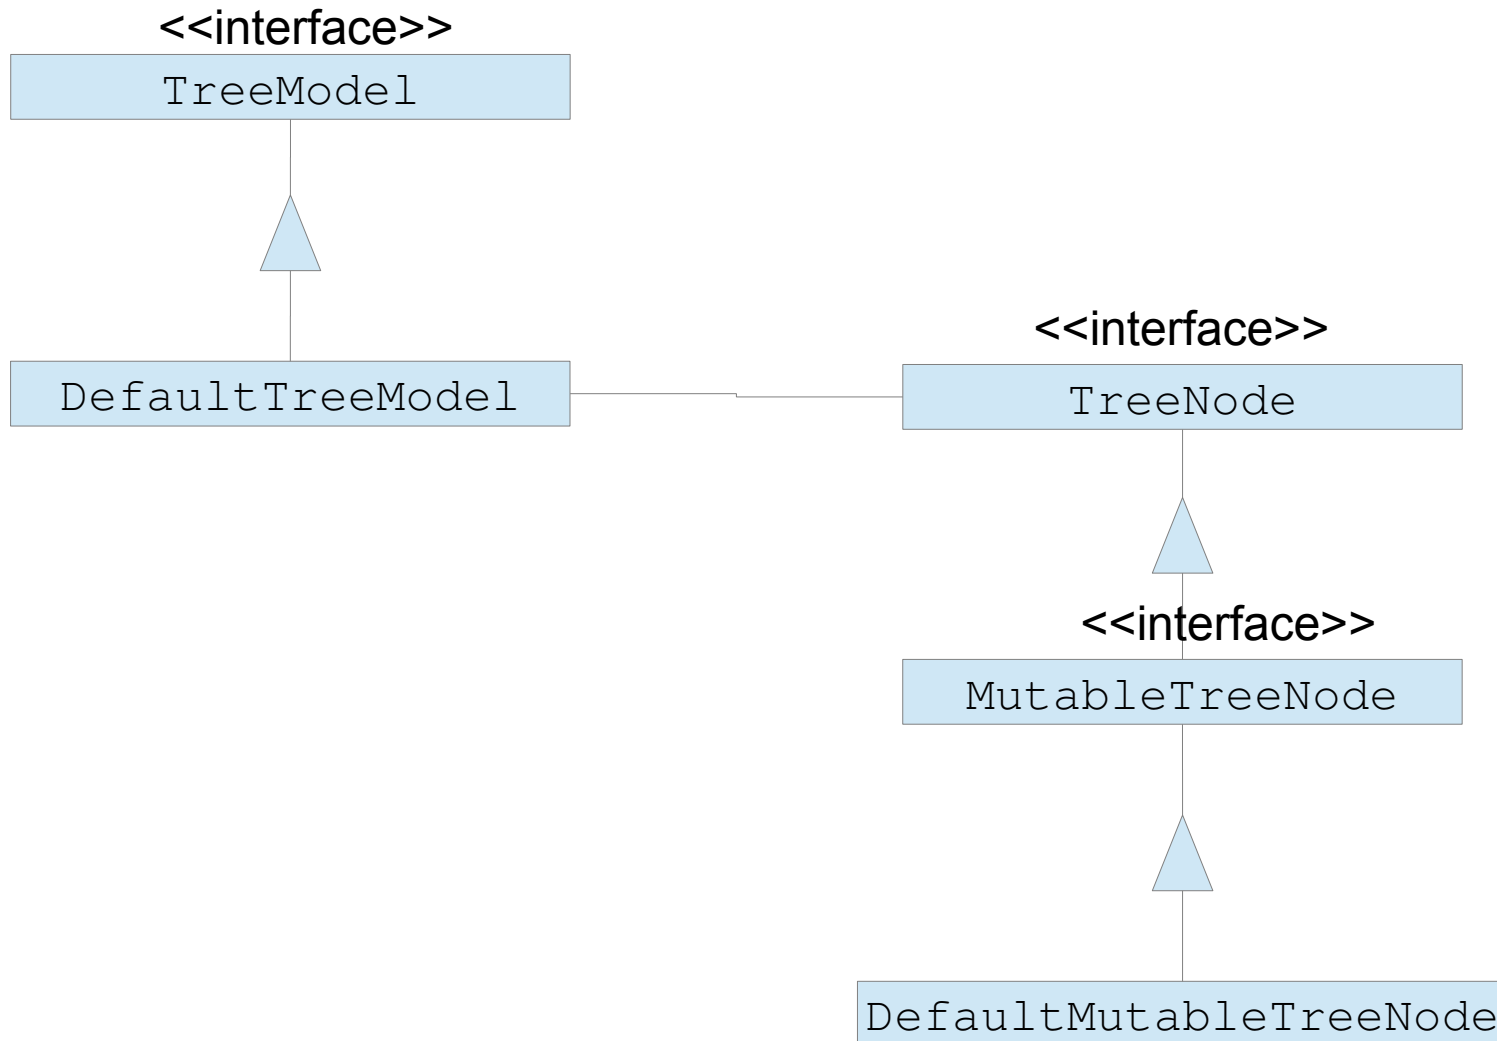 <<interface>>
TreeModel
DefaultTreeModel
<<interface>>
TreeNode
<<interface>>
MutableTreeNode
DefaultMutableTreeNode